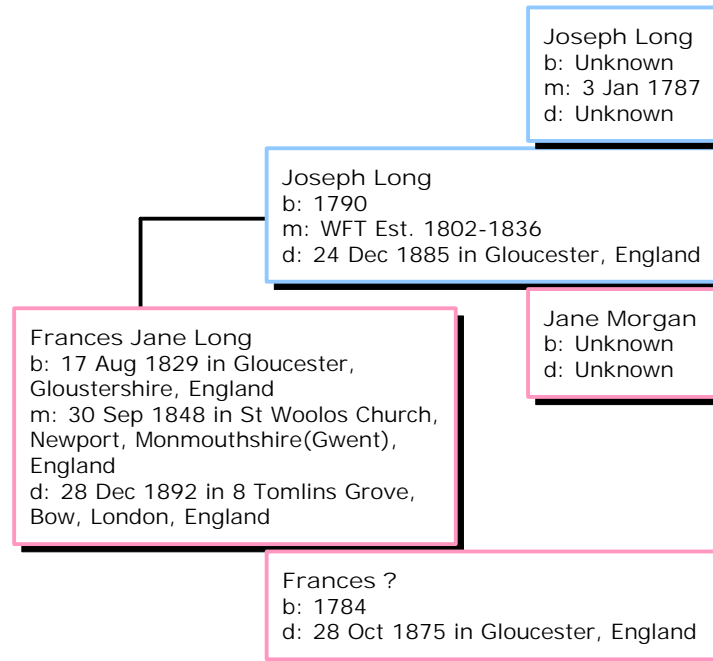 Joseph Long
b: Unknown
m: 3 Jan 1787
d: Unknown
Joseph Long
b: 1790
m: WFT Est. 1802-1836
d: 24 Dec 1885 in Gloucester, England
Jane Morgan
b: Unknown
d: Unknown
Frances Jane Long
b: 17 Aug 1829 in Gloucester,
Gloustershire, England
m: 30 Sep 1848 in St Woolos Church,
Newport, Monmouthshire(Gwent),
England
d: 28 Dec 1892 in 8 Tomlins Grove,
Bow, London, England
Frances ?
b: 1784
d: 28 Oct 1875 in Gloucester, England